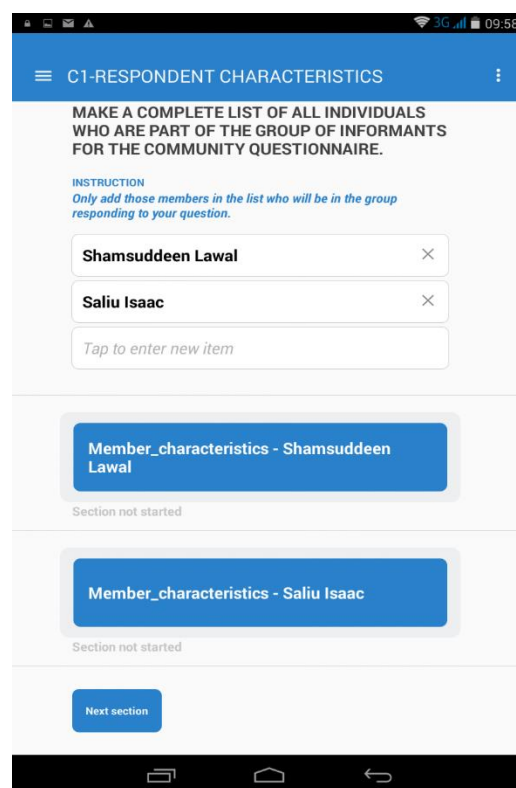 3G 09:58
C1-RESPONDENT CHARACTERISTICS
MAKE A COMPLETE LIST OF ALL INDIVIDUALS
WHO ARE PART OF THE GROUP OF INFORMANTS
FOR THE COMMUNITY QUESTIONNAIRE.
INSTRUCTION
Only add those members in the list who will be in the group
responding to your question.
Shamsuddeen Lawal
Saliu Isaac
Tap to enter new item
Member_characteristics - Shamsuddeen
Lawal
Section not started
Member_characteristics - Saliu Isaac
Section not started
Next section